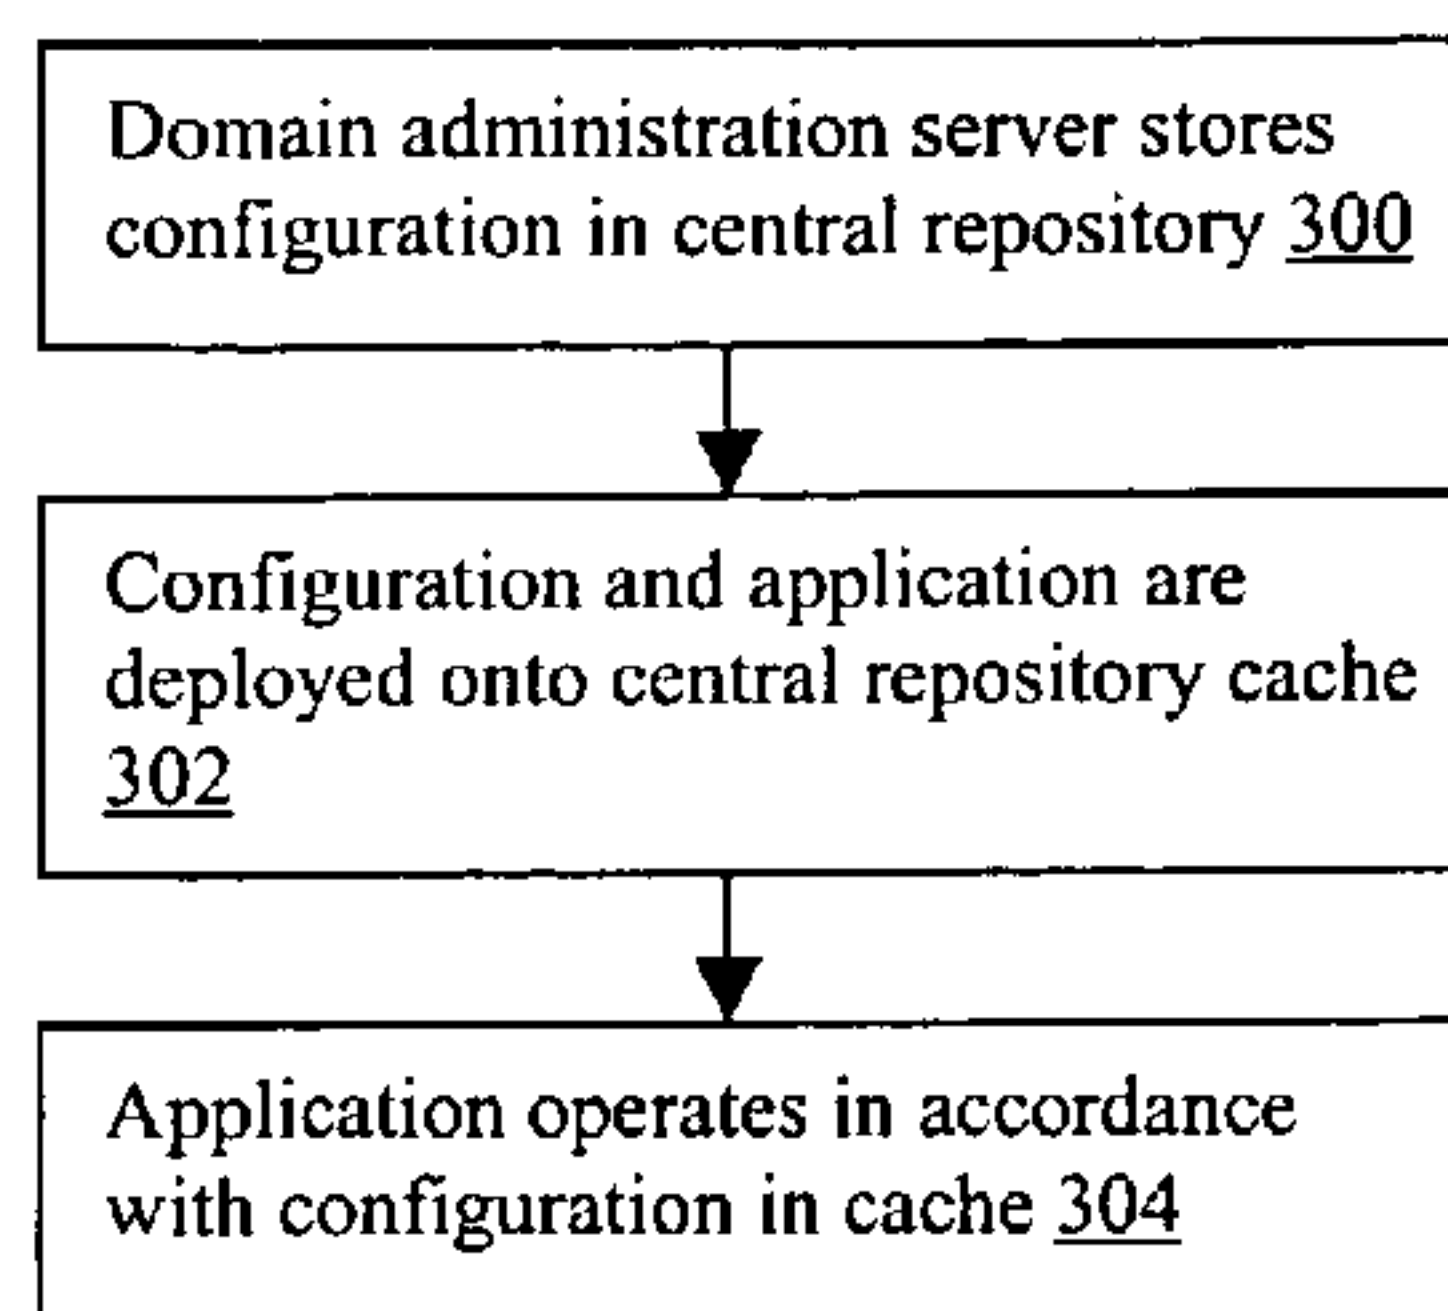 Domain administration server stores
configuration in central repository 300
Configuration and application are
deployed onto central repository cache
302
Application operates in accordance
with configuration in cache 304